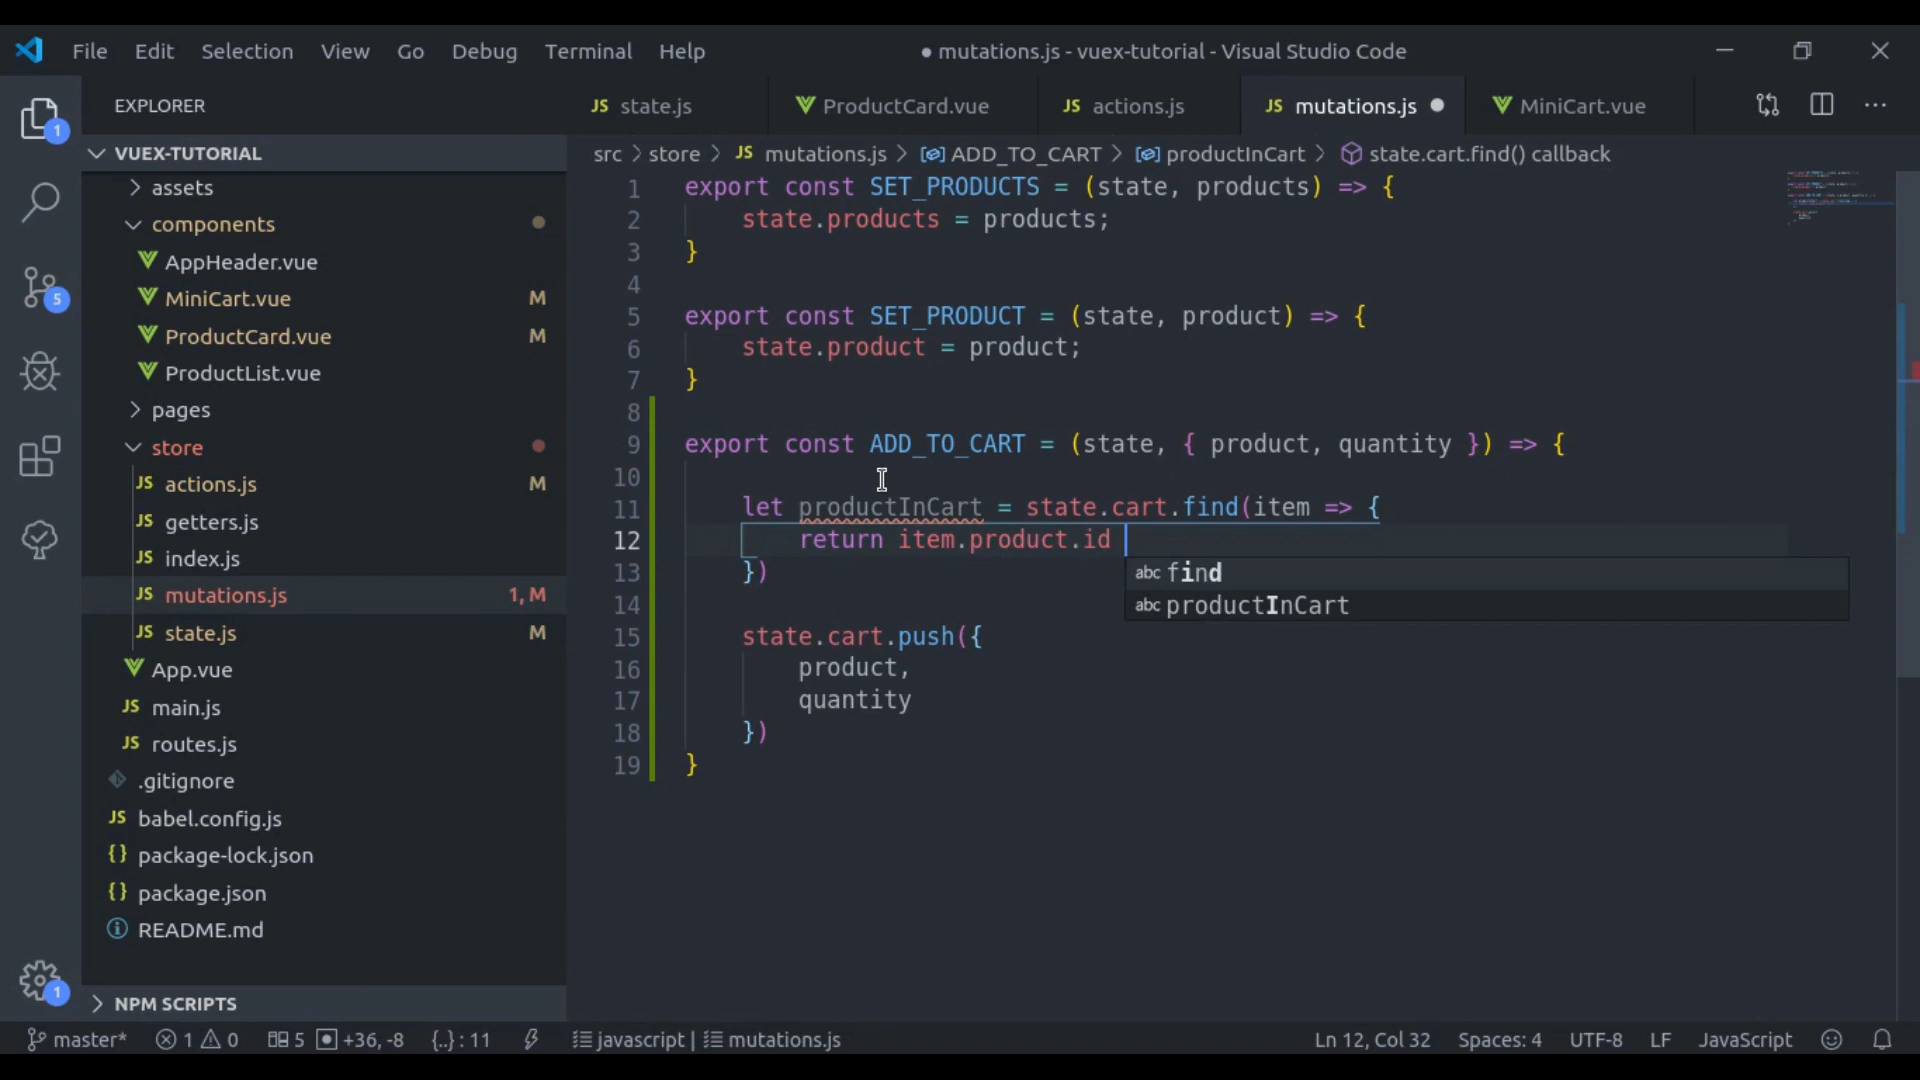 File Edit Selection View Go Debug Terminal Help
● mutations.js - vuex-tutorial - Visual Studio Code
EXPLORER
1
JS state.js
ProductCard.vue
JS actions.js
JS mutations.js ●
MiniCart.vue
VUEX-TUTORIAL
assets
components
AppHeader.vue
MiniCart.vue M
ProductCard.vue M
ProductList.vue
pages
store
JS actions.js M
JS getters.js
JS index.js
JS mutations.js 1, M
JS state.js M
App.vue
JS main.js
JS routes.js
.gitignore
JS babel.config.js
{} package-lock.json
{} package.json
README.md
NPM SCRIPTS
5
1
src > store > JS mutations.js > ADD_TO_CART > productInCart > state.cart.find() callback
1 export const SET_PRODUCTS = (state, products) => {
2 state.products = products;
3 }
4
5 export const SET_PRODUCT = (state, product) => {
6 state.product = product;
7 }
8
9 export const ADD_TO_CART = (state, { product, quantity }) => {
10
11 let productInCart = state.cart.find(item => {
12 return item.product.id
13 })
14
15 state.cart.push({
16 product,
17 quantity
18 })
19 }
abc find
abc productInCart
master* 1 0 5 +36, -8 {..} : 11 javascript | mutations.js
Ln 12, Col 32 Spaces: 4 UTF-8 LF JavaScript